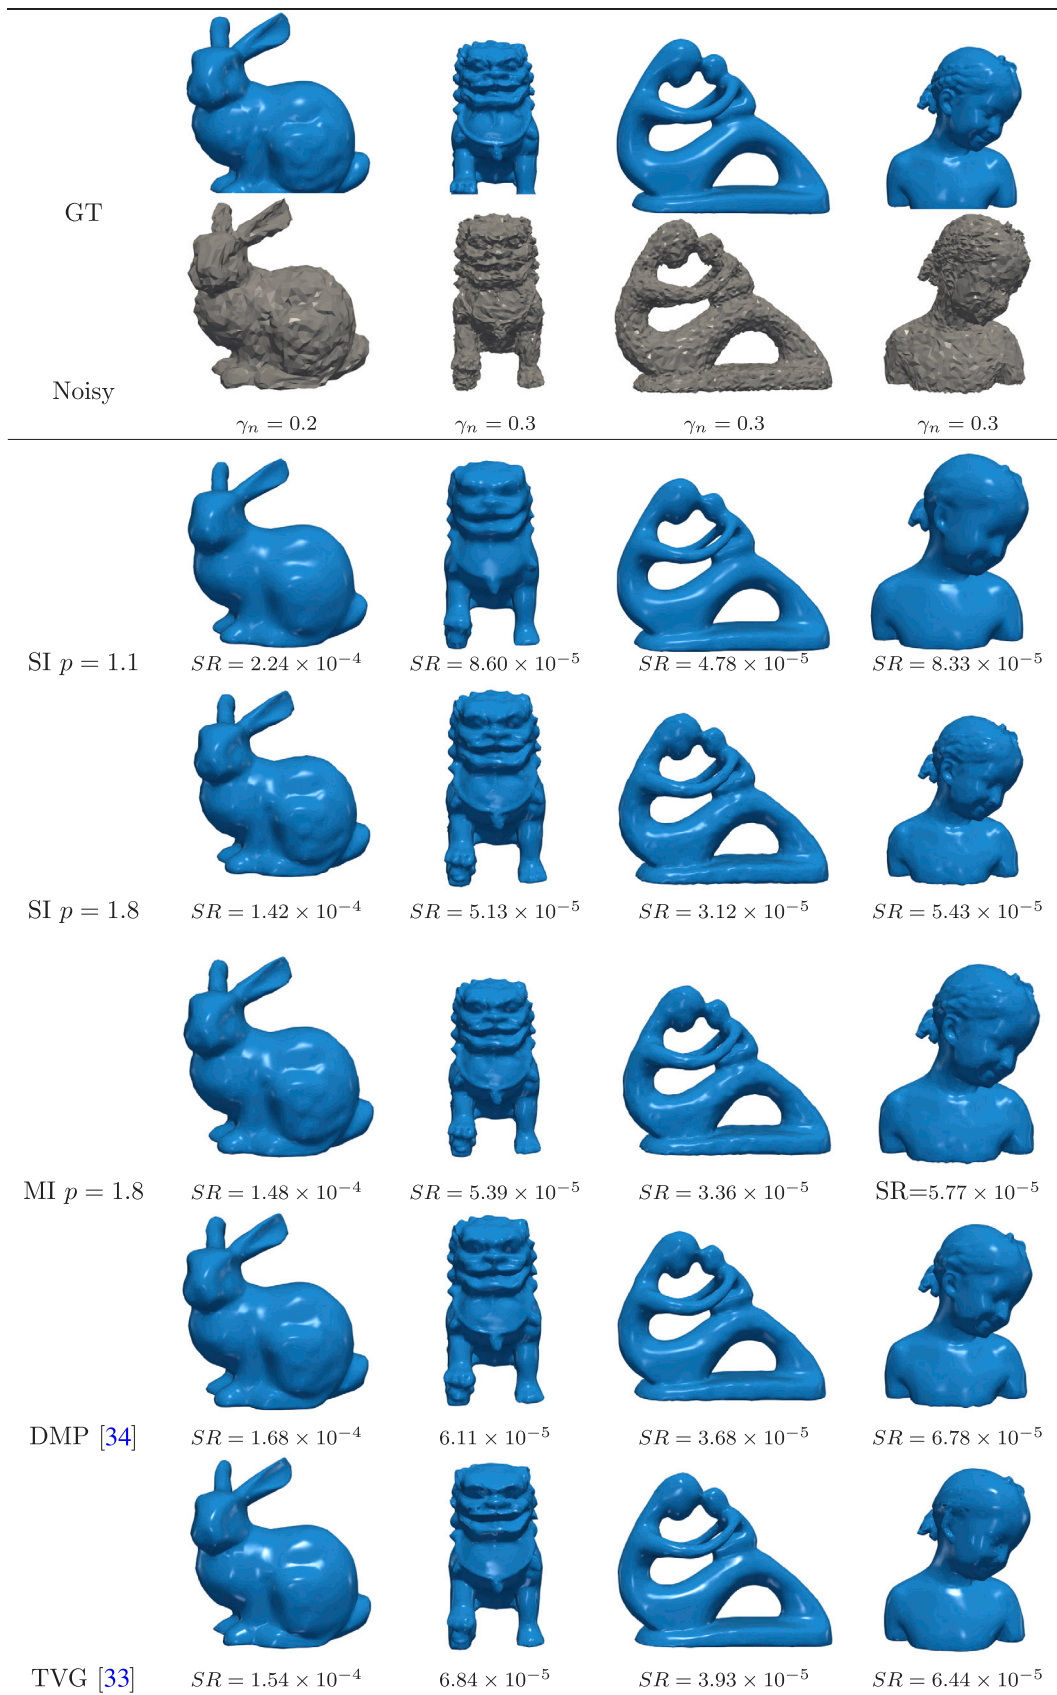 GT
Noisy
γₙ = 0.2 γₙ = 0.3 γₙ = 0.3 γₙ = 0.3
SI p = 1.1 SR = 2.24 × 10⁻⁴ SR = 8.60 × 10⁻⁵ SR = 4.78 × 10⁻⁵ SR = 8.33 × 10⁻⁵
SI p = 1.8 SR = 1.42 × 10⁻⁴ SR = 5.13 × 10⁻⁵ SR = 3.12 × 10⁻⁵ SR = 5.43 × 10⁻⁵
MI p = 1.8 SR = 1.48 × 10⁻⁴ SR = 5.39 × 10⁻⁵ SR = 3.36 × 10⁻⁵ SR=5.77 × 10⁻⁵
DMP [34] SR = 1.68 × 10⁻⁴ 6.11 × 10⁻⁵ SR = 3.68 × 10⁻⁵ SR = 6.78 × 10⁻⁵
TVG [33] SR = 1.54 × 10⁻⁴ 6.84 × 10⁻⁵ SR = 3.93 × 10⁻⁵ SR = 6.44 × 10⁻⁵